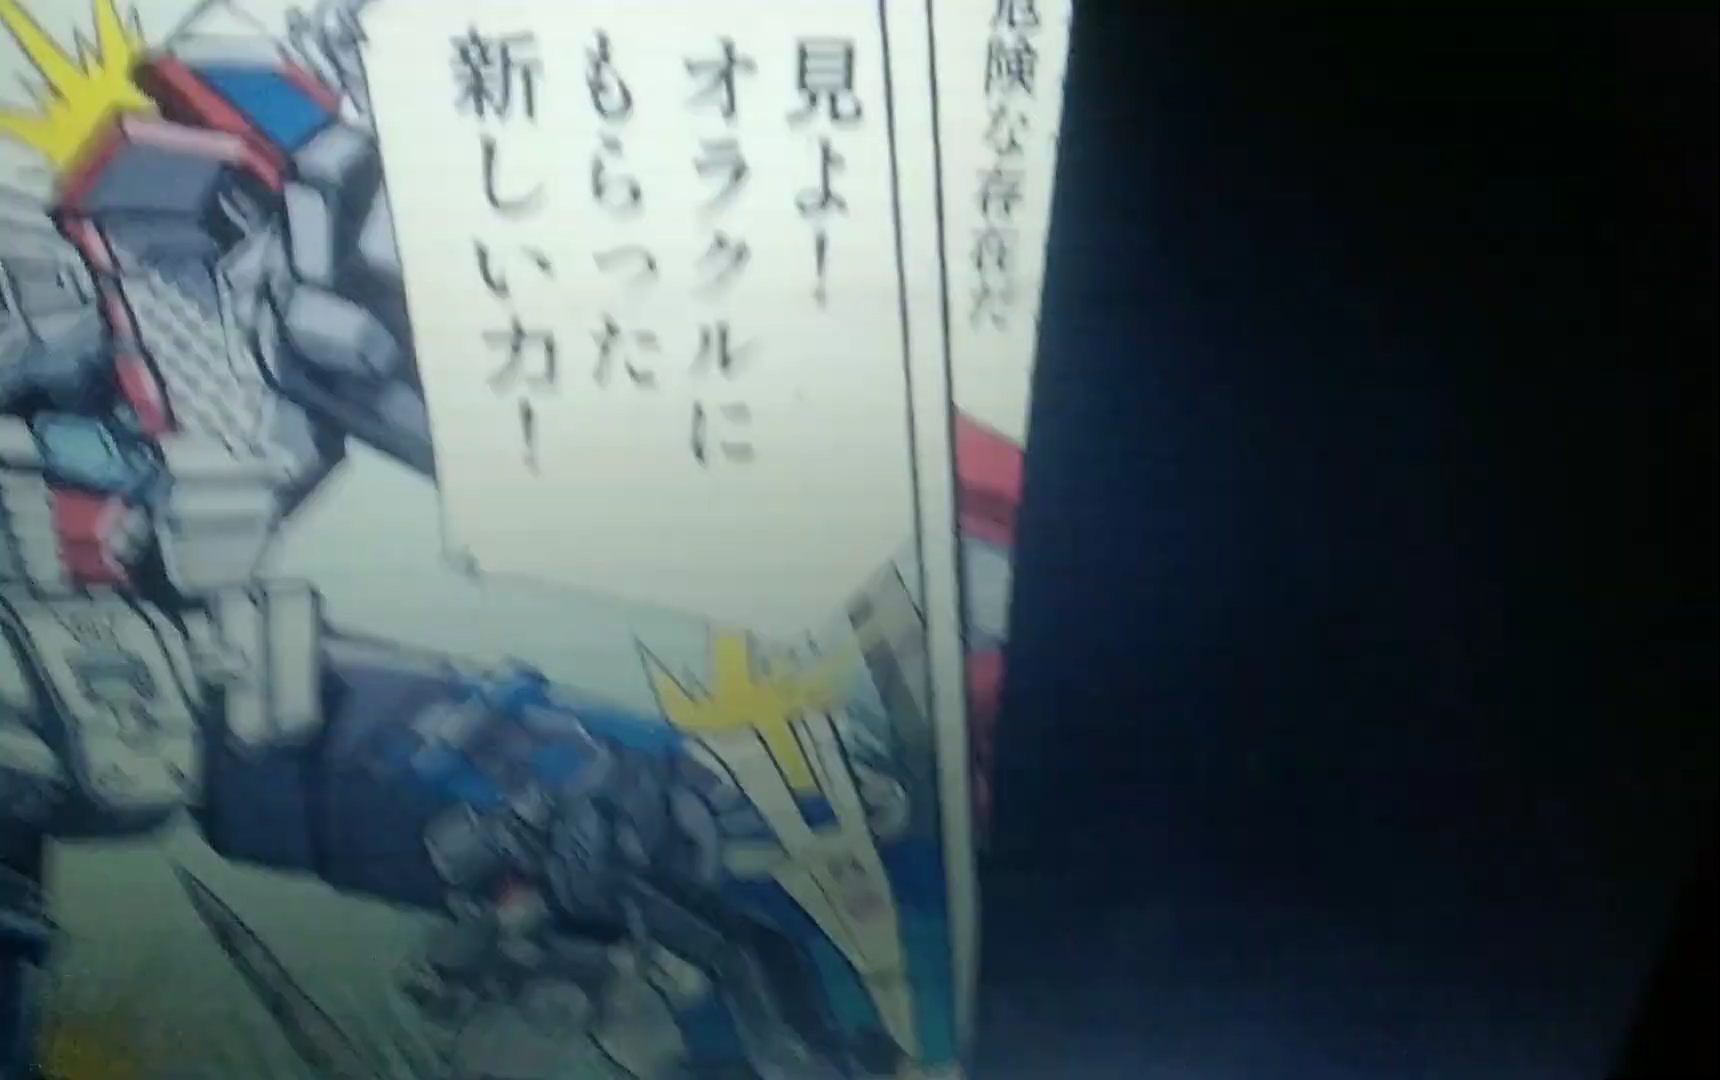 危険な存在だ
見よ！
オラクルに
もらった
新しい力！